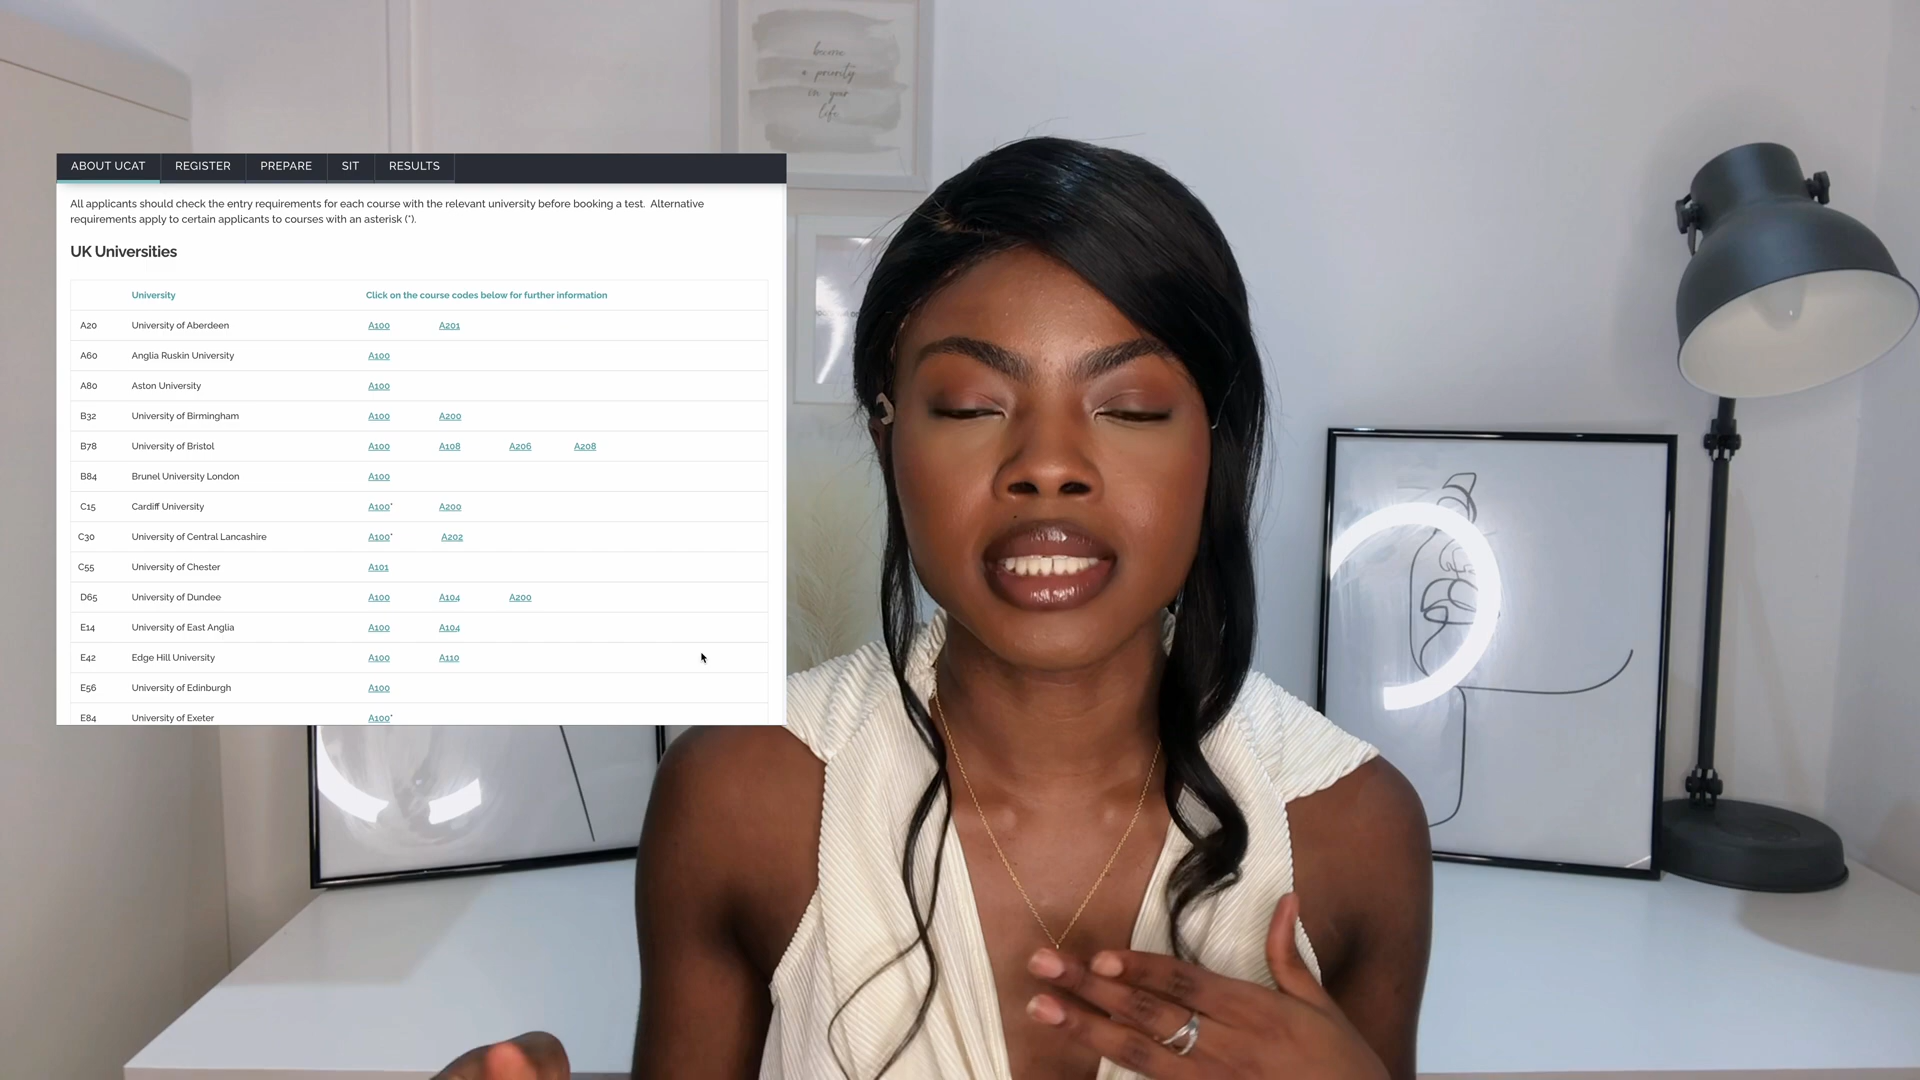 become
a priority
in your
life.
ABOUT UCAT REGISTER PREPARE SIT RESULTS
All applicants should check the entry requirements for each course with the relevant university before booking a test. Alternative
requirements apply to certain applicants to courses with an asterisk (*).
UK Universities
University Click on the course codes below for further information
A20 University of Aberdeen A100 A201
A60 Anglia Ruskin University A100
A80 Aston University A100
B32 University of Birmingham A100 A200
B78 University of Bristol A100 A108 A206 A208
B84 Brunel University London A100
C15 Cardiff University A100* A200
C30 University of Central Lancashire A100* A202
C55 University of Chester A101
D65 University of Dundee A100 A104 A200
E14 University of East Anglia A100 A104
E42 Edge Hill University A100 A110
E56 University of Edinburgh A100
E84 University of Exeter A100*